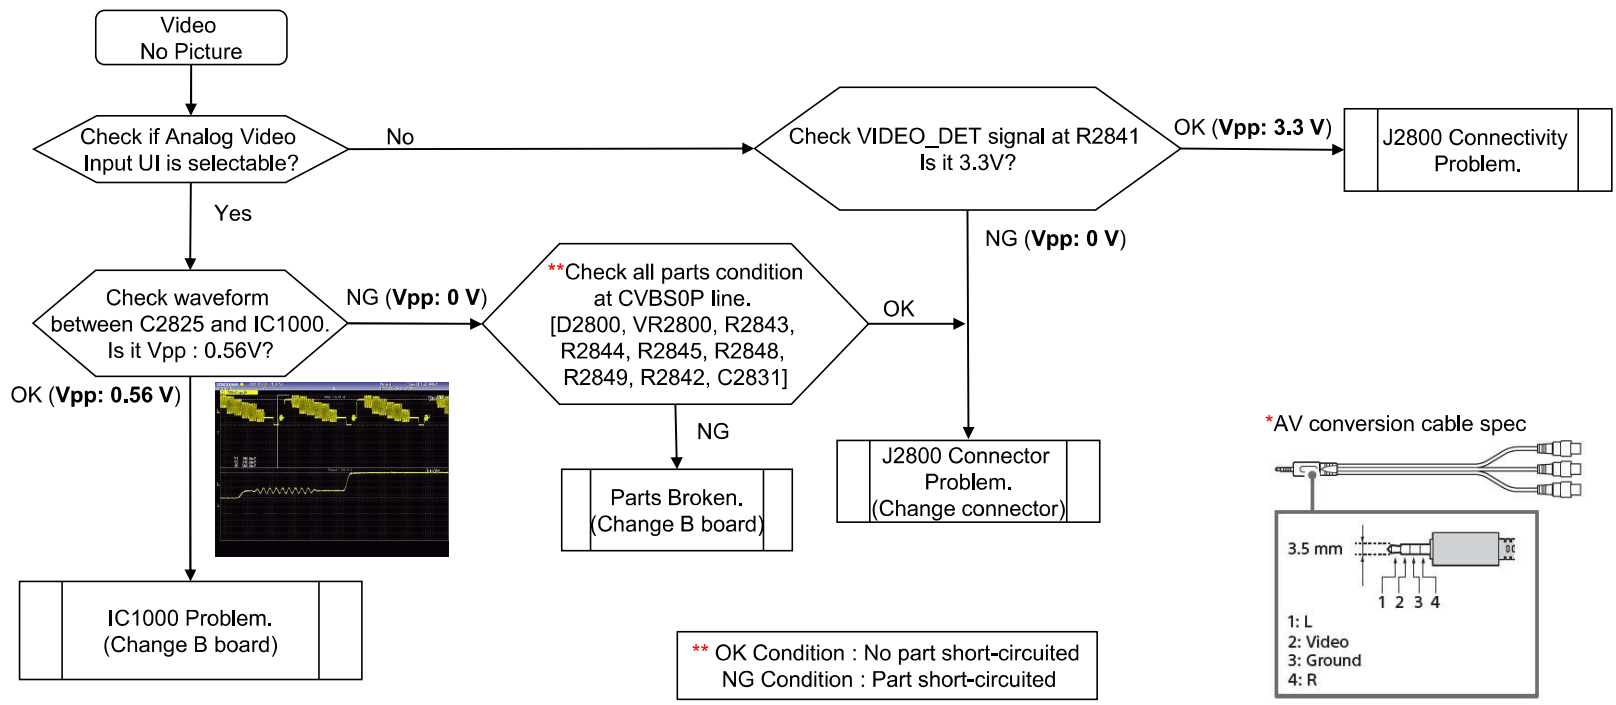 Video
No Picture
Check if Analog Video
Input UI is selectable?
No
Check VIDEO_DET signal at R2841
Is it 3.3V?
OK (Vpp: 3.3 V)
J2800 Connectivity
Problem.
Yes
NG (Vpp: 0 V)
Check waveform
between C2825 and IC1000.
Is it Vpp : 0.56V?
NG (Vpp: 0 V)
**Check all parts condition
at CVBS0P line.
[D2800, VR2800, R2843,
R2844, R2845, R2848,
R2849, R2842, C2831]
OK
OK (Vpp: 0.56 V)
NG
J2800 Connector
Problem.
(Change connector)
Parts Broken.
(Change B board)
IC1000 Problem.
(Change B board)
** OK Condition : No part short-circuited
NG Condition : Part short-circuited
*AV conversion cable spec
3.5 mm
1 2 3 4
1: L
2: Video
3: Ground
4: R